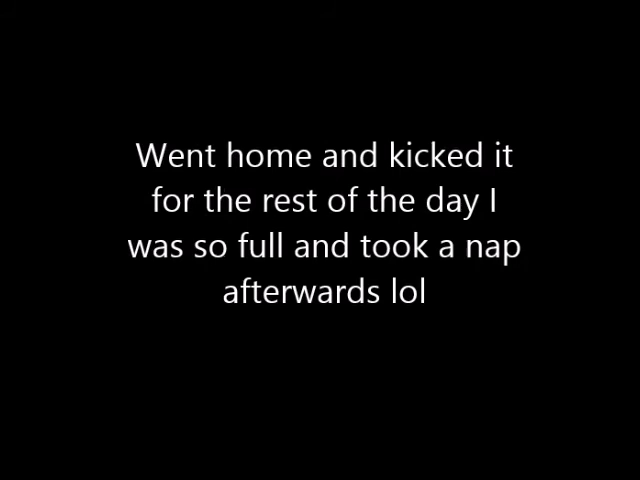 Went home and kicked it
for the rest of the day I
was so full and took a nap
afterwards lol